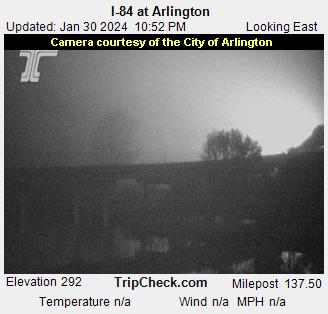 I-84 at Arlington
Updated: Jan 30 2024 10:52 PM Looking East
Camera courtesy of the City of Arlington
Elevation 292 TripCheck.com Milepost 137.50
Temperature n/a Wind n/a MPH n/a